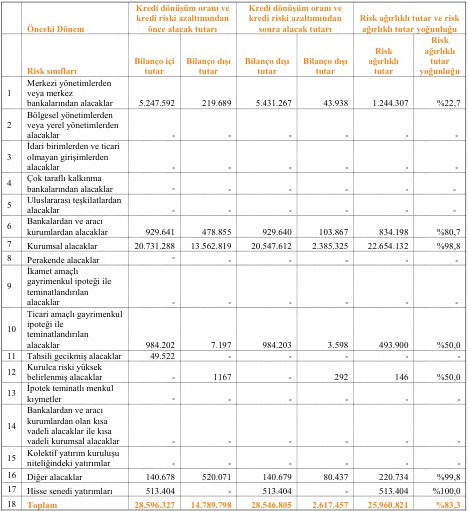 Önceki Dönem
Kredi dönüşüm oranı ve kredi riski azaltımından önce alacak tutarı
Kredi dönüşüm oranı ve kredi riski azaltımından sonra alacak tutarı
Risk ağırlıklı tutar ve risk ağırlıklı tutar yoğunluğu
Risk sınıfları
Bilanço içi tutar
Bilanço dışı tutar
Bilanço dışı tutar
Bilanço dışı tutar
Risk ağırlıklı tutar
Risk ağırlıklı tutar yoğunluğu
1 Merkezi yönetimlerden veya merkez bankalarından alacaklar 5.247.592 219.689 5.431.267 43.938 1.244.307 %22,7
2 Bölgesel yönetimlerden veya yerel yönetimlerden alacaklar - - - - - -
3 İdari birimlerden ve ticari olmayan girişimlerden alacaklar - - - - - -
4 Çok taraflı kalkınma bankalarından alacaklar - - - - - -
5 Uluslararası teşkilatlardan alacaklar - - - - - -
6 Bankalardan ve aracı kurumlardan alacaklar 929.641 478.855 929.640 103.867 834.198 %80,7
7 Kurumsal alacaklar 20.731.288 13.562.819 20.547.612 2.385.325 22.654.132 %98,8
8 Perakende alacaklar - - - - - -
9 İkamet amaçlı gayrimenkul ipoteği ile teminatlandırılan alacaklar - - - - - -
10 Ticari amaçlı gayrimenkul ipoteği ile teminatlandırılan alacaklar 984.202 7.197 984.203 3.598 493.900 %50,0
11 Tahsili gecikmiş alacaklar 49.522 - - - - -
12 Kurulca riski yüksek belirlenmiş alacaklar - 1167 - 292 146 %50,0
13 İpotek teminatlı menkul kıymetler - - - - - -
14 Bankalardan ve aracı kurumlardan olan kısa vadeli alacaklar ile kısa vadeli kurumsal alacaklar - - - - - -
15 Kolektif yatırım kuruluşu niteliğindeki yatırımlar - - - - - -
16 Diğer alacaklar 140.678 520.071 140.679 80.437 220.734 %99,8
17 Hisse senedi yatırımları 513.404 - 513.404 - 513.404 %100,0
18 Toplam 28.596.327 14.789.798 28.546.805 2.617.457 25.960.821 %83,3